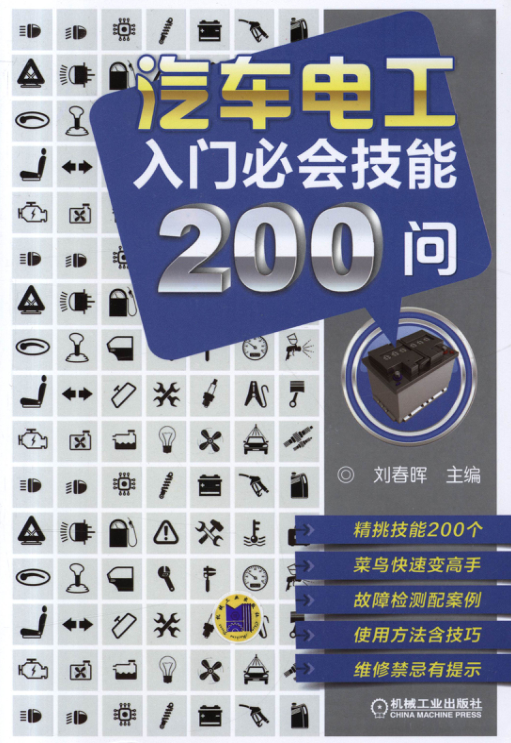 汽车电工
入门必会技能
200问
◎ 刘春晖 主编
精挑技能200个
菜鸟快速变高手
故障检测配案例
使用方法含技巧
维修禁忌有提示
机械工业出版社
CHINA MACHINE PRESS